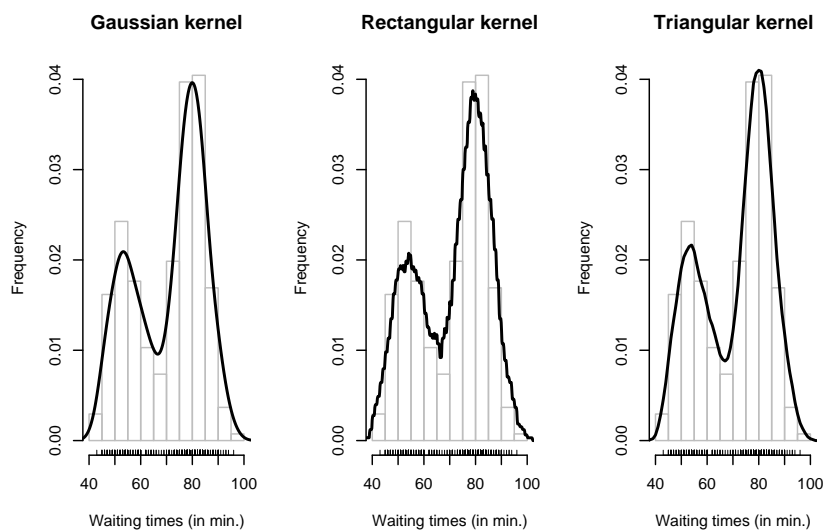 Gaussian kernel
Frequency
0.00 0.01 0.02 0.03 0.04
40 60 80 100
Waiting times (in min.)
Rectangular kernel
Frequency
0.00 0.01 0.02 0.03 0.04
40 60 80 100
Waiting times (in min.)
Triangular kernel
Frequency
0.00 0.01 0.02 0.03 0.04
40 60 80 100
Waiting times (in min.)